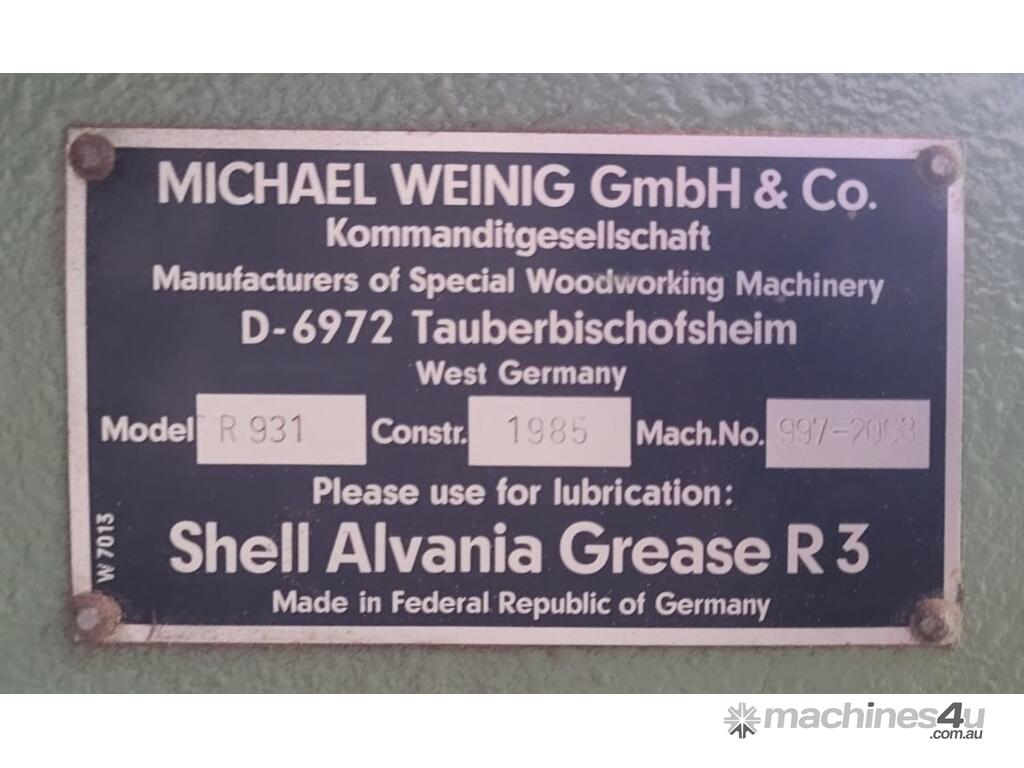 MICHAEL WEINIG GmbH & Co.
Kommanditgesellschaft
Manufacturers of Special Woodworking Machinery
D-6972 Tauberbischofsheim
West Germany
Model R 931 Constr. 1985 Mach.No.
Please use for lubrication:
Shell Alvania Grease R 3
Made in Federal Republic of Germany
W 7013
machines4u
.com.au